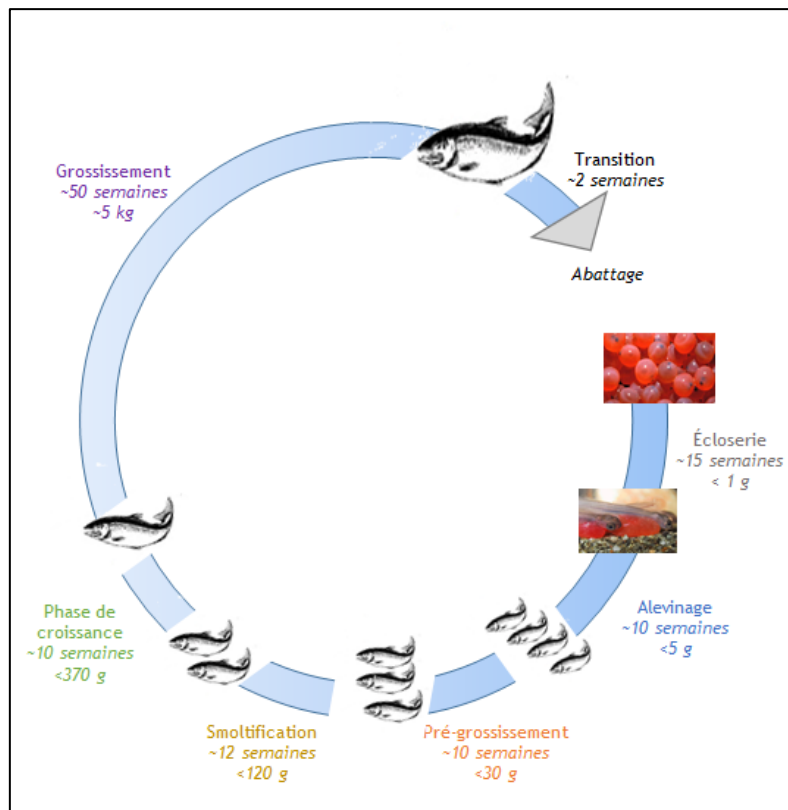 Grossissement
~50 semaines
~5 kg
Transition
~2 semaines
Abattage
Écloserie
~15 semaines
< 1 g
Alevinage
~10 semaines
<5 g
Pré-grossissement
~10 semaines
<30 g
Smoltification
~12 semaines
<120 g
Phase de
croissance
~10 semaines
<370 g